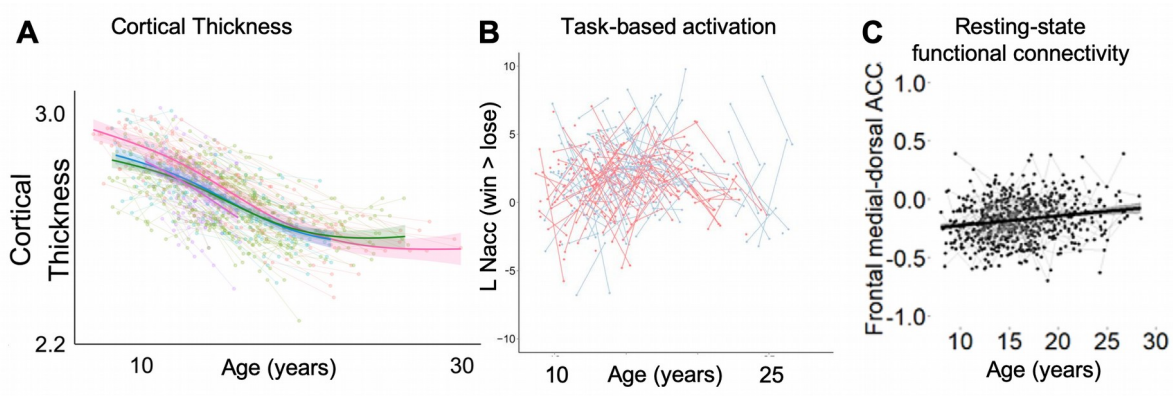 A
Cortical Thickness
3.0
Cortical
Thickness
2.2
10
Age (years)
30
B
Task-based activation
L Nacc (win > lose)
10
5
0
−5
−10
10
Age (years)
25
C
Resting-state
functional connectivity
Frontal medial-dorsal ACC
1.0
0.5
0.0
-0.5
-1.0
10
15
20
25
30
Age (years)